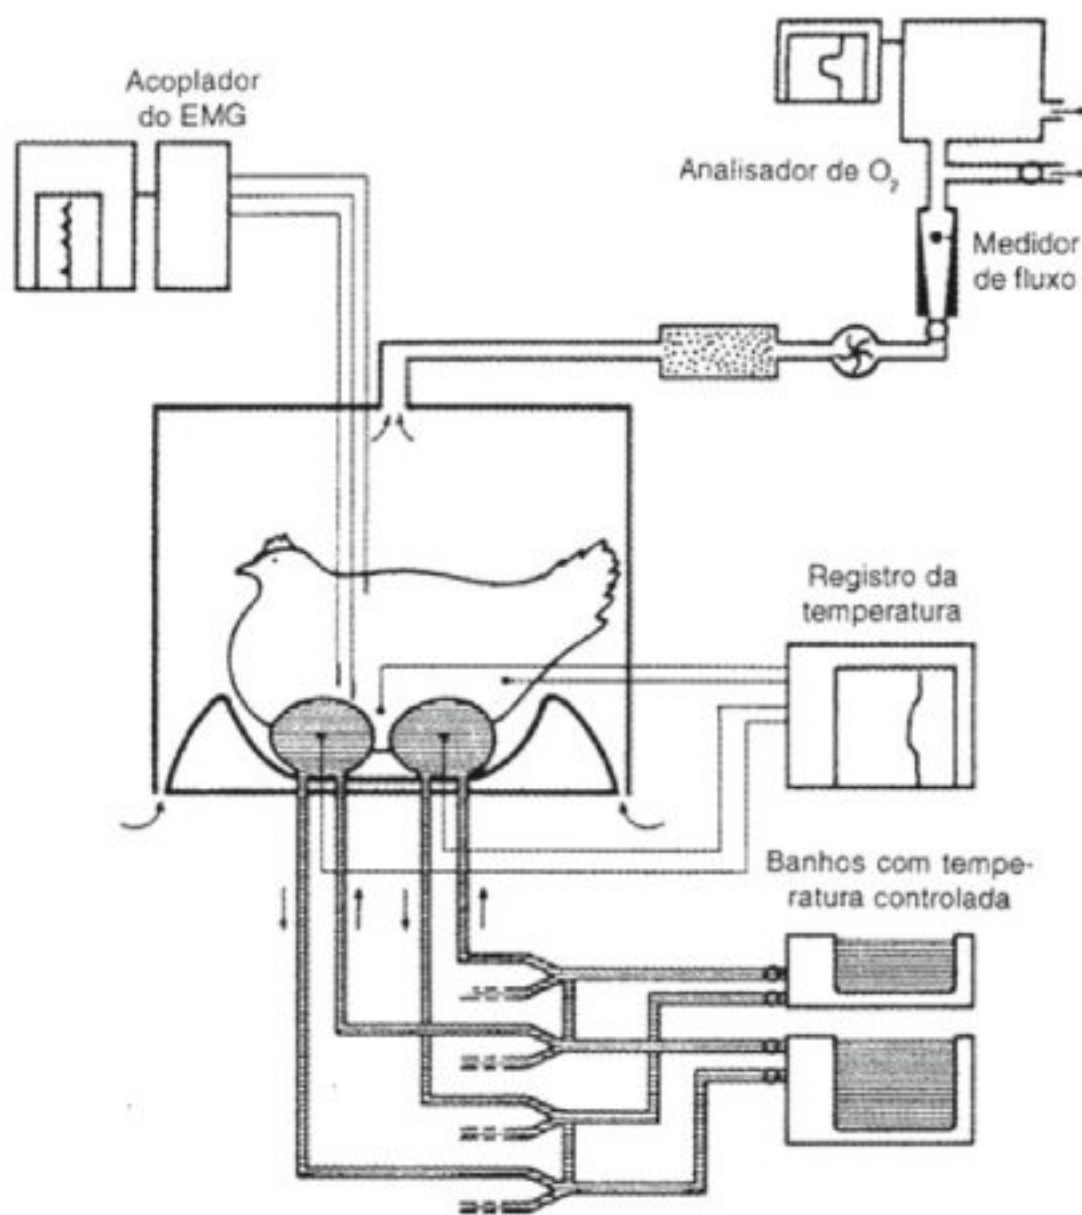 Acoplador
do EMG
Analisador de O₂
Medidor
de fluxo
Registro da
temperatura
Banhos com tempe-
ratura controlada